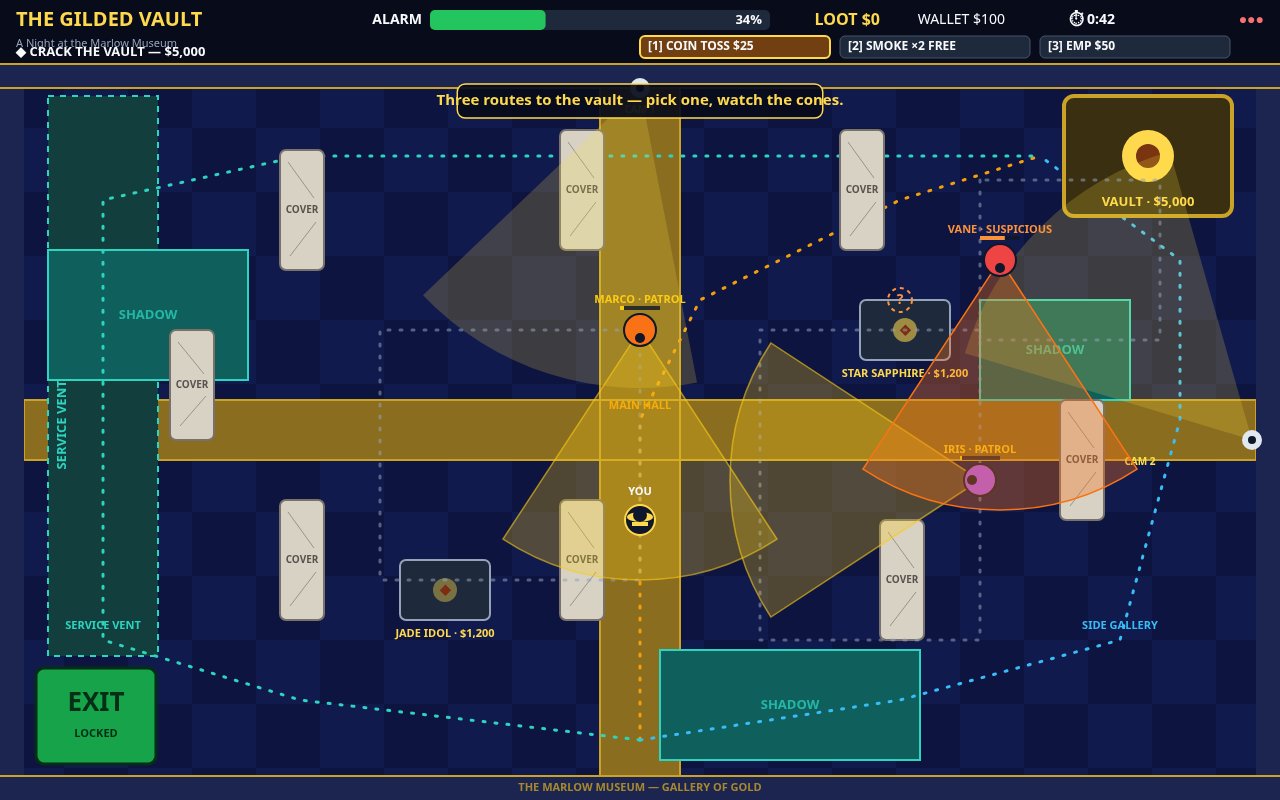 THE GILDED VAULT
ALARM
34%
LOOT $0
WALLET $100
⏱ 0:42
A Night at the Marlow Museum
◆ CRACK THE VAULT — $5,000
[1] COIN TOSS $25
[2] SMOKE ×2 FREE
[3] EMP $50
Three routes to the vault — pick one, watch the cones.
COVER
COVER
COVER
VAULT · $5,000
VANE · SUSPICIOUS
MARCO · PATROL
?
SHADOW
SHADOW
STAR SAPPHIRE · $1,200
COVER
MAIN HALL
SERVICE VENT
IRIS · PATROL
COVER
CAM 2
YOU
COVER
COVER
COVER
JADE IDOL · $1,200
SERVICE VENT
SIDE GALLERY
EXIT
LOCKED
SHADOW
THE MARLOW MUSEUM — GALLERY OF GOLD